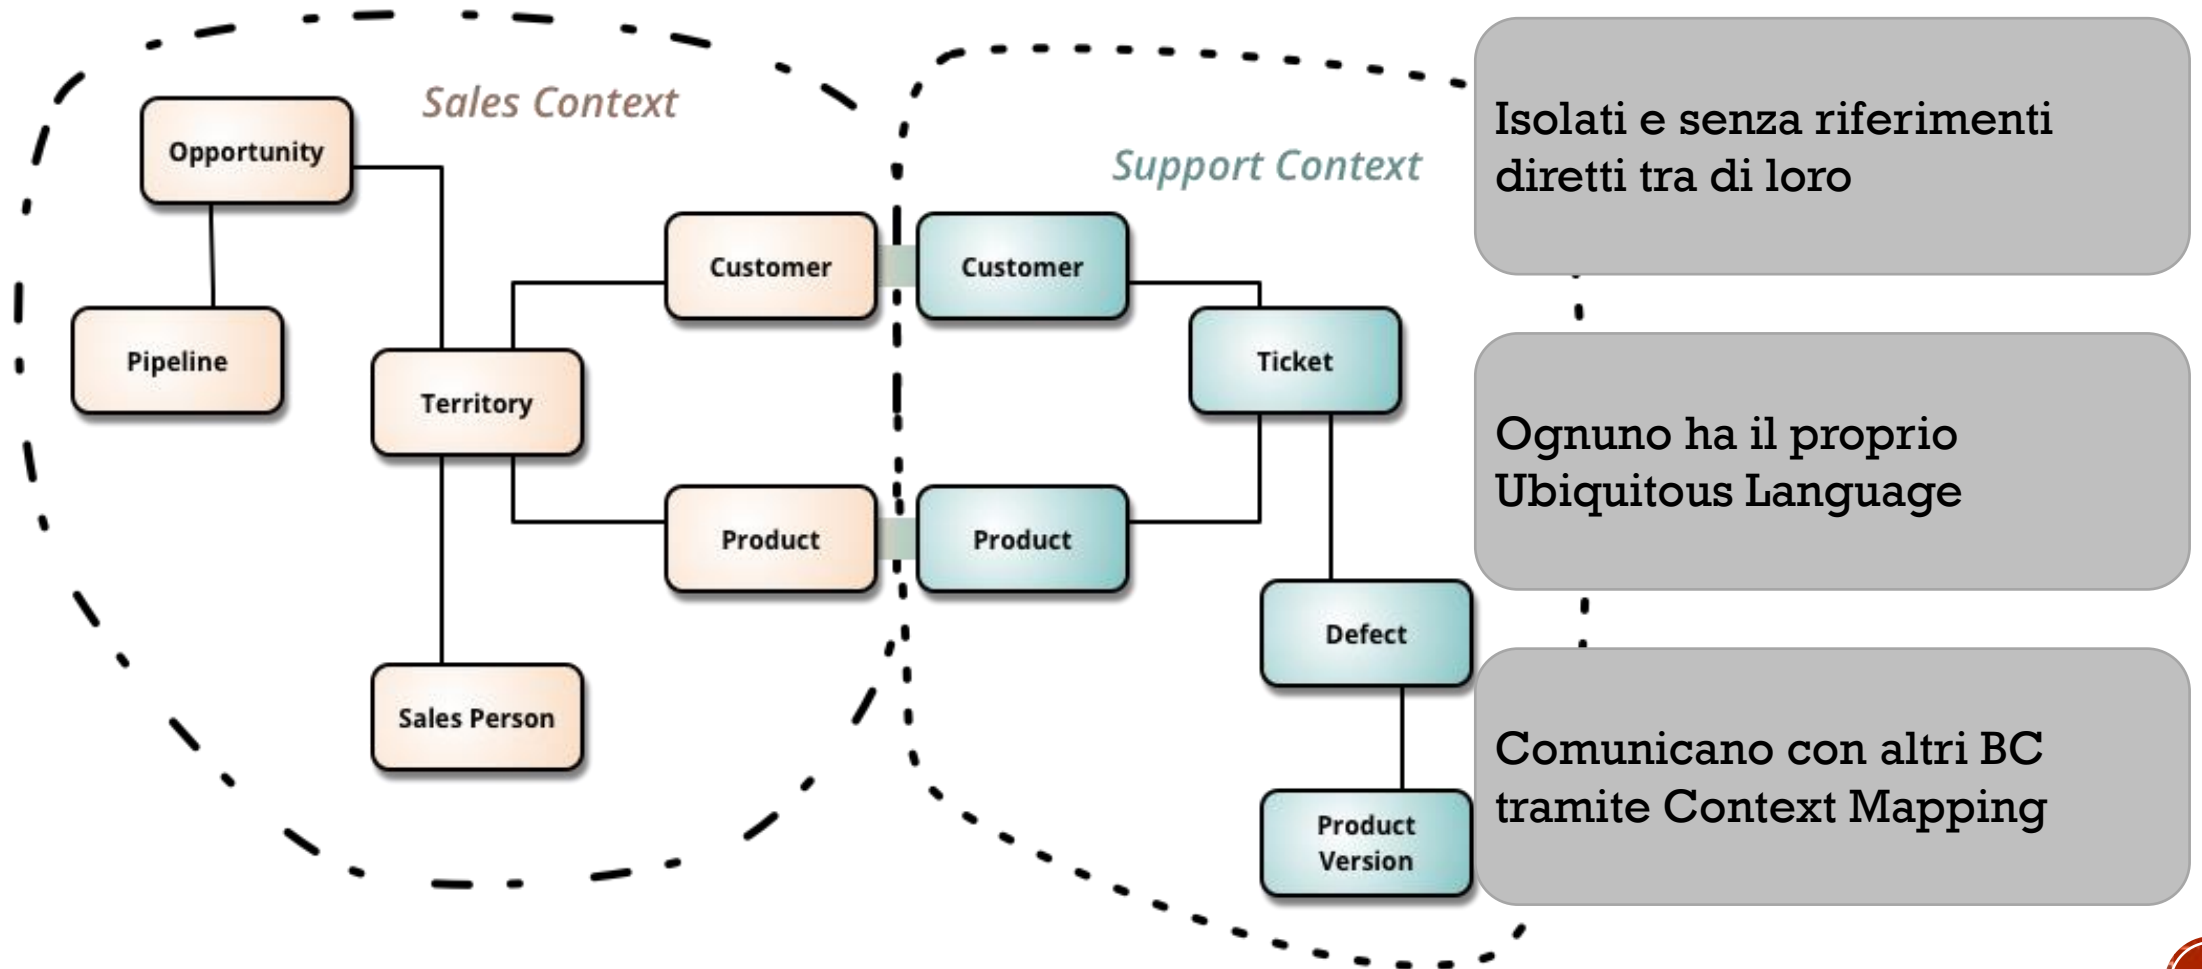 Sales Context
Opportunity
Pipeline
Territory
Customer
Product
Sales Person
Support Context
Customer
Ticket
Product
Defect
Product
Version
Isolati e senza riferimenti
diretti tra di loro
Ognuno ha il proprio
Ubiquitous Language
Comunicano con altri BC
tramite Context Mapping